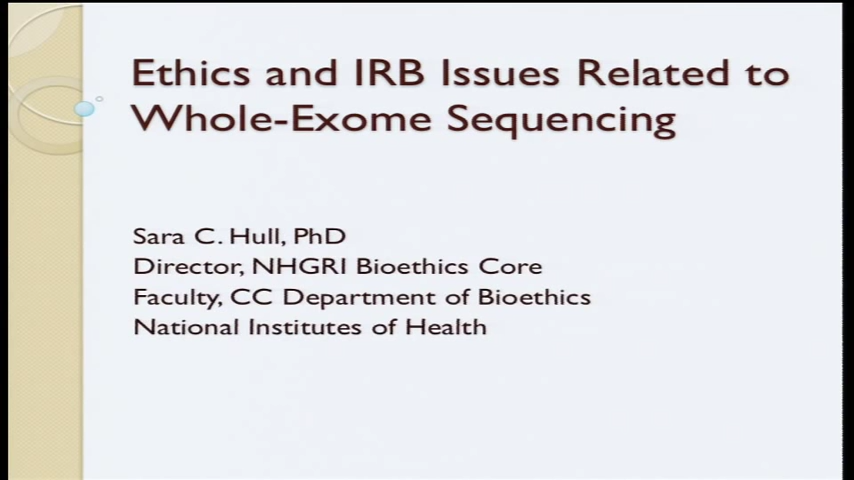 Ethics and IRB Issues Related to
Whole-Exome Sequencing
Sara C. Hull, PhD
Director, NHGRI Bioethics Core
Faculty, CC Department of Bioethics
National Institutes of Health